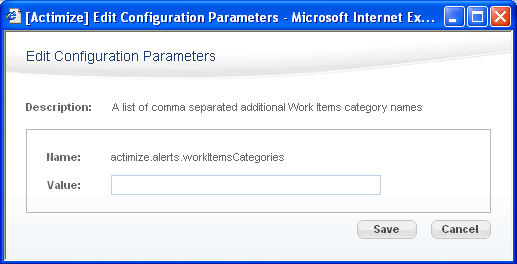 [Actimize] Edit Configuration Parameters - Microsoft Internet Ex...
Edit Configuration Parameters
Description: A list of comma separated additional Work Items category names
Name: actimize.alerts.workItemsCategories
Value:
Save Cancel